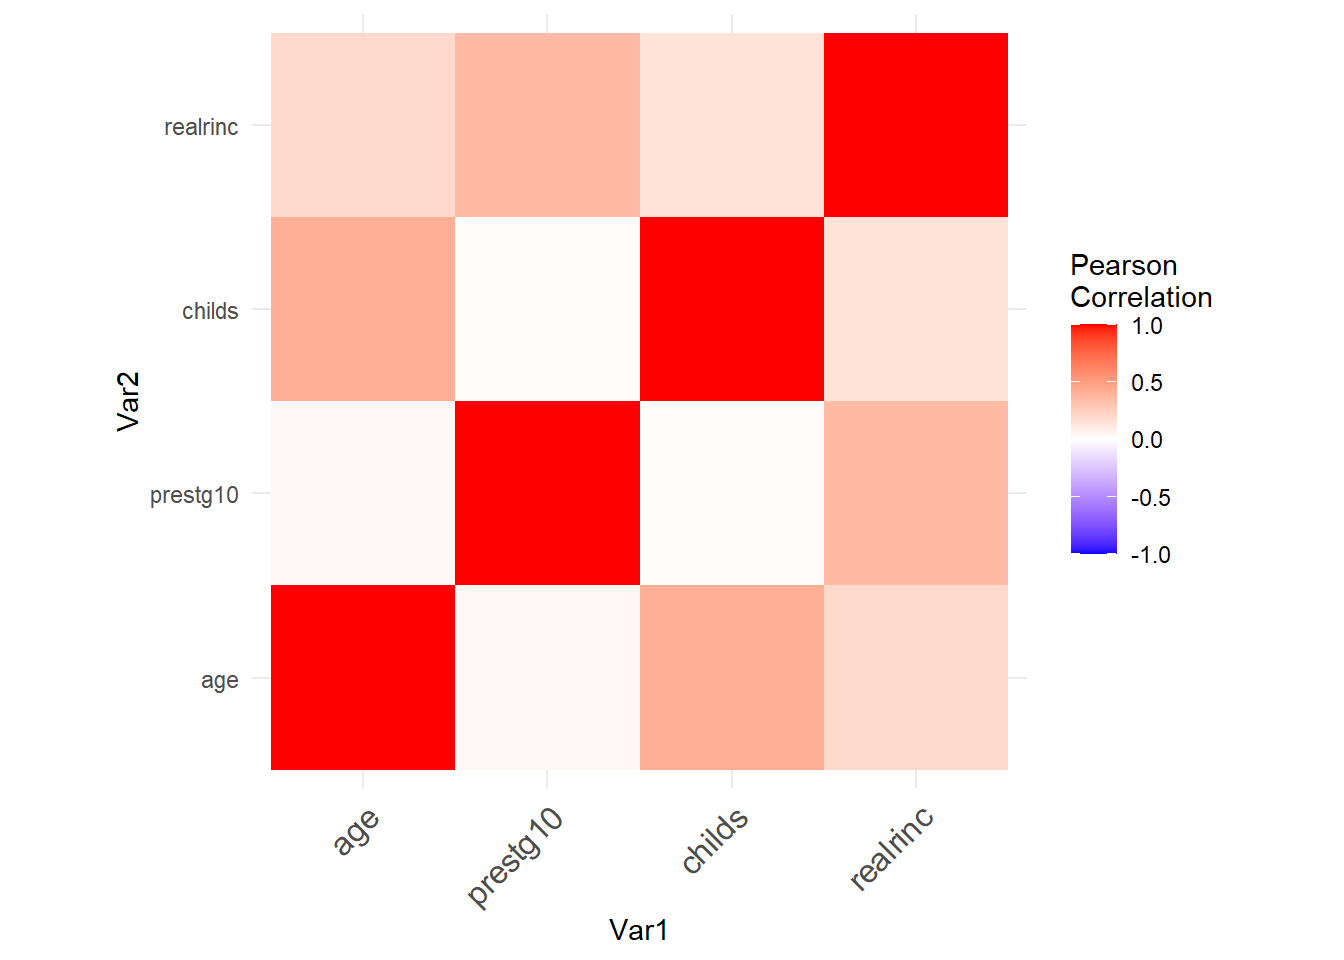 realrinc
childs
prestg10
age
Var2
age
prestg10
childs
realrinc
Var1
Pearson
Correlation
1.0
0.5
0.0
-0.5
-1.0